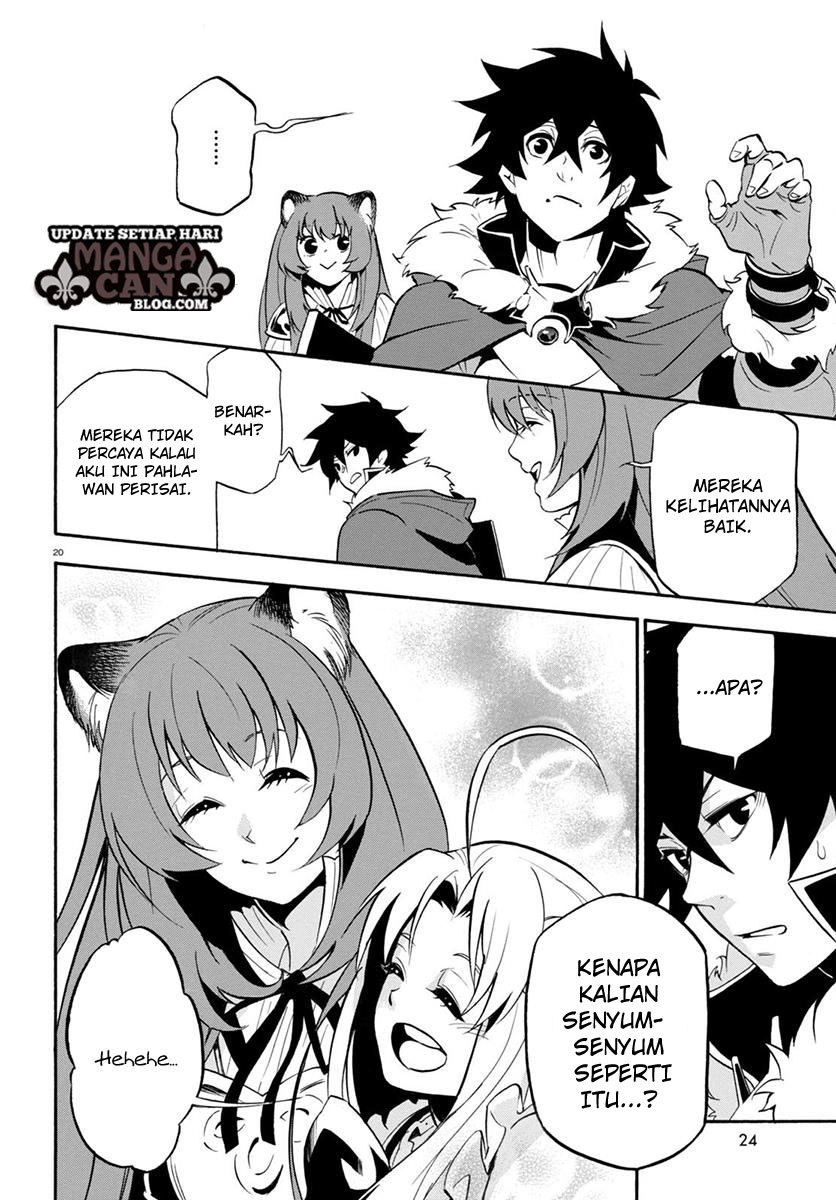 ......
UPDATE SETIAP HARI
MANGA
CAN
BLOG.COM
MEREKA
KELIHATANNYA
BAIK.
BENAR-
KAH?
MEREKA TIDAK
PERCAYA KALAU
AKU INI PAHLA-
WAN PERISAI.
20
...APA?
KENAPA
KALIAN
SENYUM-
SENYUM
SEPERTI
ITU...?
Hehehe...
24